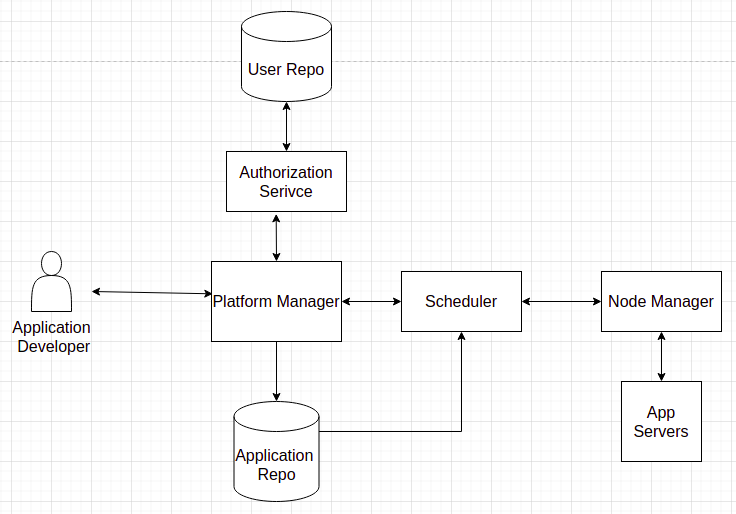 User Repo
Authorization
Serivce
Platform Manager
Scheduler
Node Manager
Application
Developer
App
Servers
Application
Repo